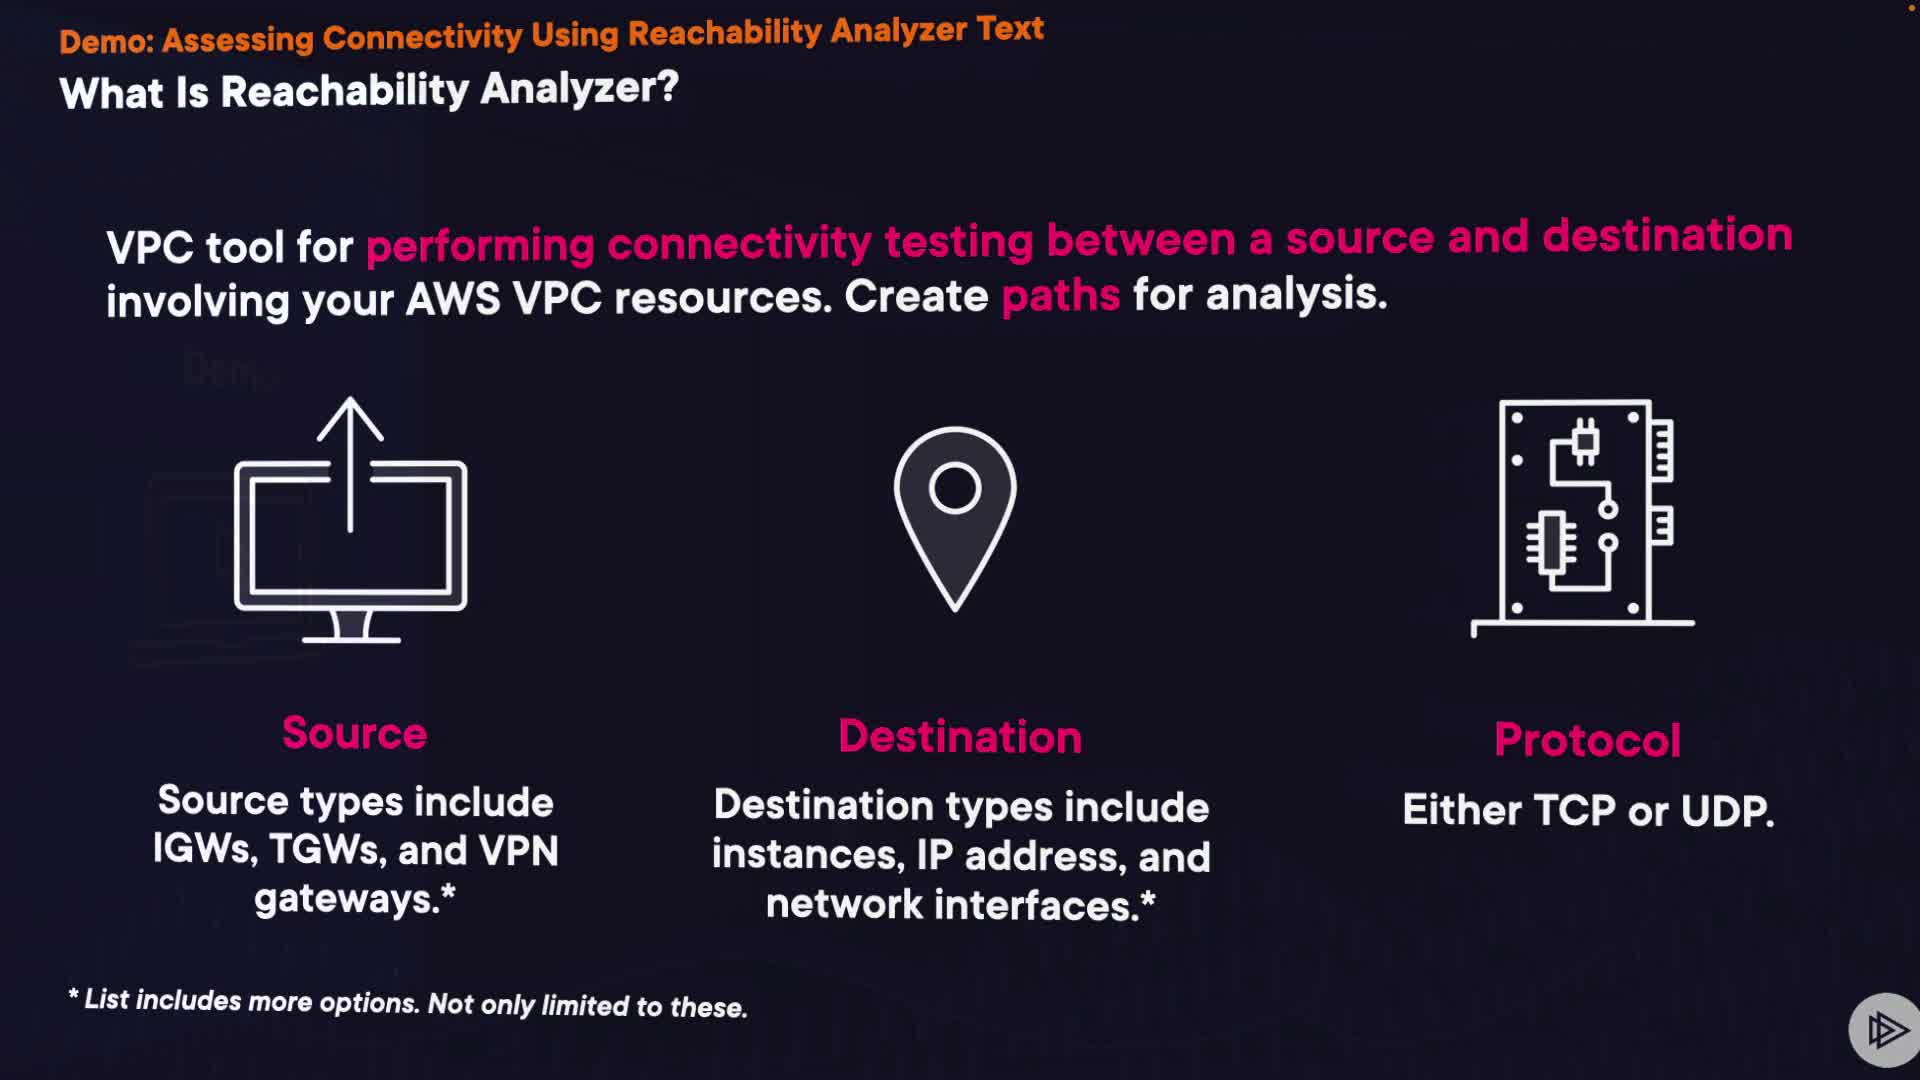 Demo: Assessing Connectivity Using Reachability Analyzer Text
What Is Reachability Analyzer?
VPC tool for performing connectivity testing between a source and destination
involving your AWS VPC resources. Create paths for analysis.
Demo
Source
Source types include
IGWs, TGWs, and VPN
gateways.*
Destination
Destination types include
instances, IP address, and
network interfaces.*
Protocol
Either TCP or UDP.
* List includes more options. Not only limited to these.